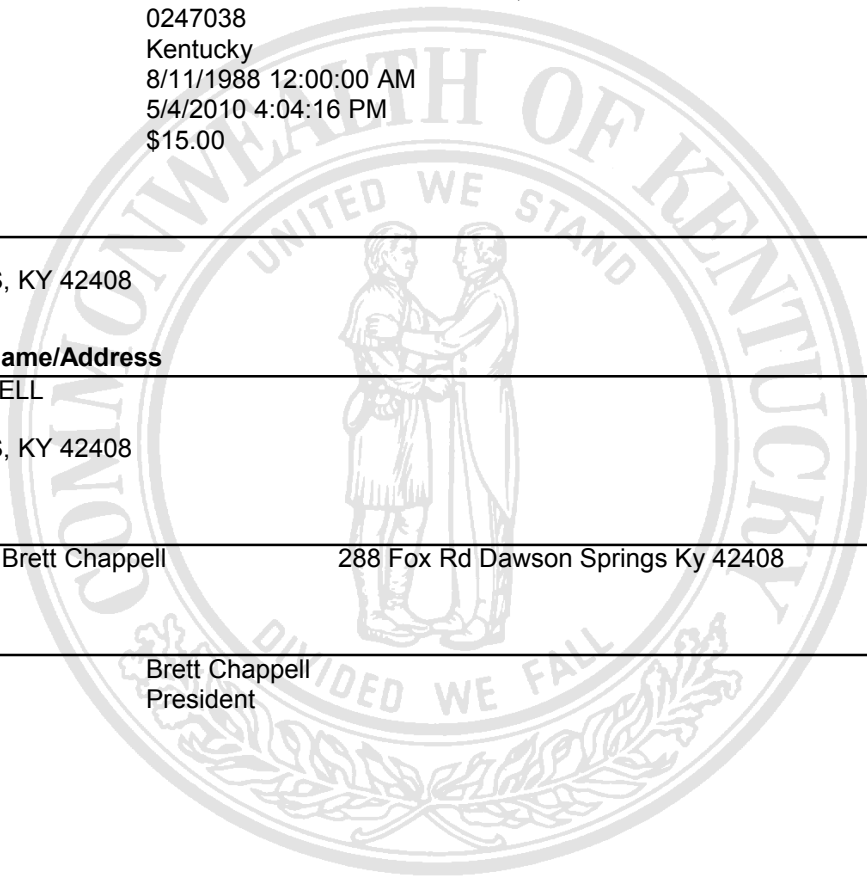 0247038
Kentucky
8/11/1988 12:00:00 AM
5/4/2010 4:04:16 PM
$15.00
COMMONWEALTH OF KENTUCKY
UNITED WE STAND
S, KY 42408
ame/Address
ELL
S, KY 42408
Brett Chappell 288 Fox Rd Dawson Springs Ky 42408
Brett Chappell
President
DIVIDED WE FALL